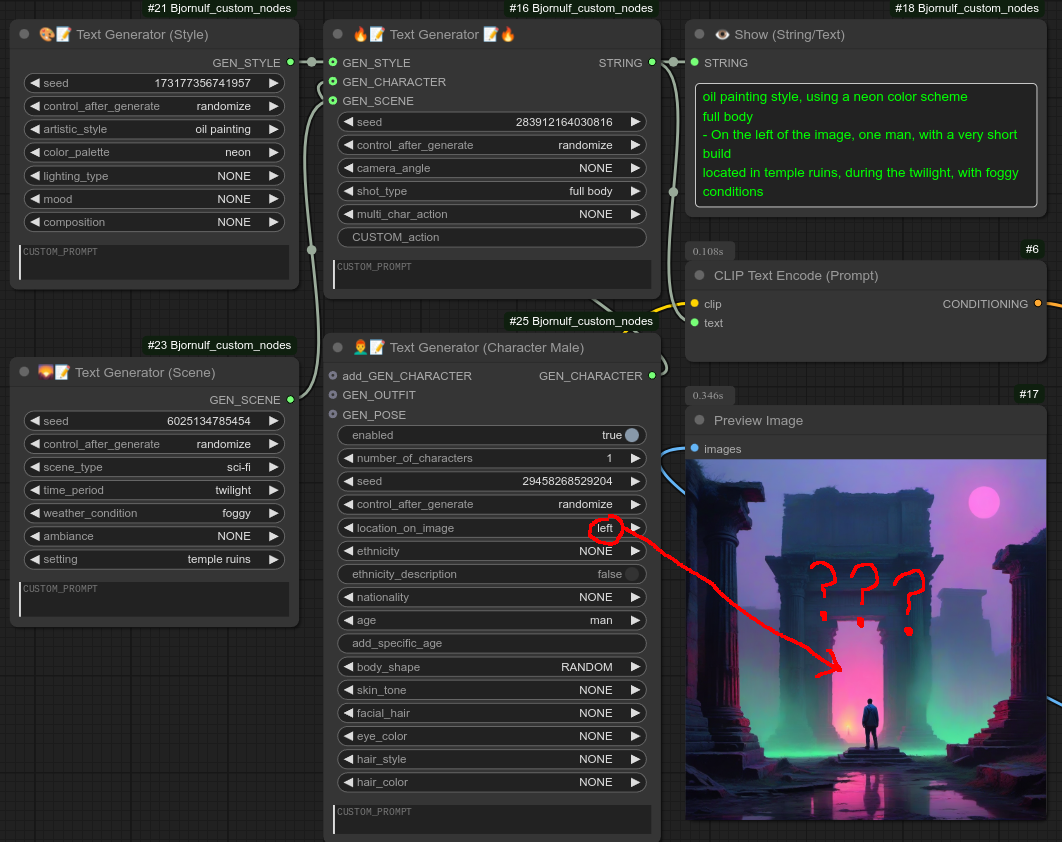 #21 Bjornulf_custom_nodes
🎨📝 Text Generator (Style)
GEN_STYLE
seed 173177356741957
control_after_generate randomize
artistic_style oil painting
color_palette neon
lighting_type NONE
mood NONE
composition NONE
CUSTOM_PROMPT
#23 Bjornulf_custom_nodes
🌄📝 Text Generator (Scene)
GEN_SCENE
seed 6025134785454
control_after_generate randomize
scene_type sci-fi
time_period twilight
weather_condition foggy
ambiance NONE
setting temple ruins
CUSTOM_PROMPT
#16 Bjornulf_custom_nodes
🔥📝 Text Generator 📝🔥
GEN_STYLE STRING
GEN_CHARACTER
GEN_SCENE
seed 283912164030816
control_after_generate randomize
camera_angle NONE
shot_type full body
multi_char_action NONE
CUSTOM_action
CUSTOM_PROMPT
#25 Bjornulf_custom_nodes
👨‍🦰📝 Text Generator (Character Male)
add_GEN_CHARACTER GEN_CHARACTER
GEN_OUTFIT
GEN_POSE
enabled true
number_of_characters 1
seed 29458268529204
control_after_generate randomize
location_on_image left
ethnicity NONE
ethnicity_description false
nationality NONE
age man
add_specific_age
body_shape RANDOM
skin_tone NONE
facial_hair NONE
eye_color NONE
hair_style NONE
hair_color NONE
CUSTOM_PROMPT
#18 Bjornulf_custom_nodes
👁 Show (String/Text)
STRING
oil painting style, using a neon color scheme
full body
- On the left of the image, one man, with a very short
build
located in temple ruins, during the twilight, with foggy
conditions
0.108s #6
CLIP Text Encode (Prompt)
clip CONDITIONING
text
0.346s #17
Preview Image
images
? ? ?